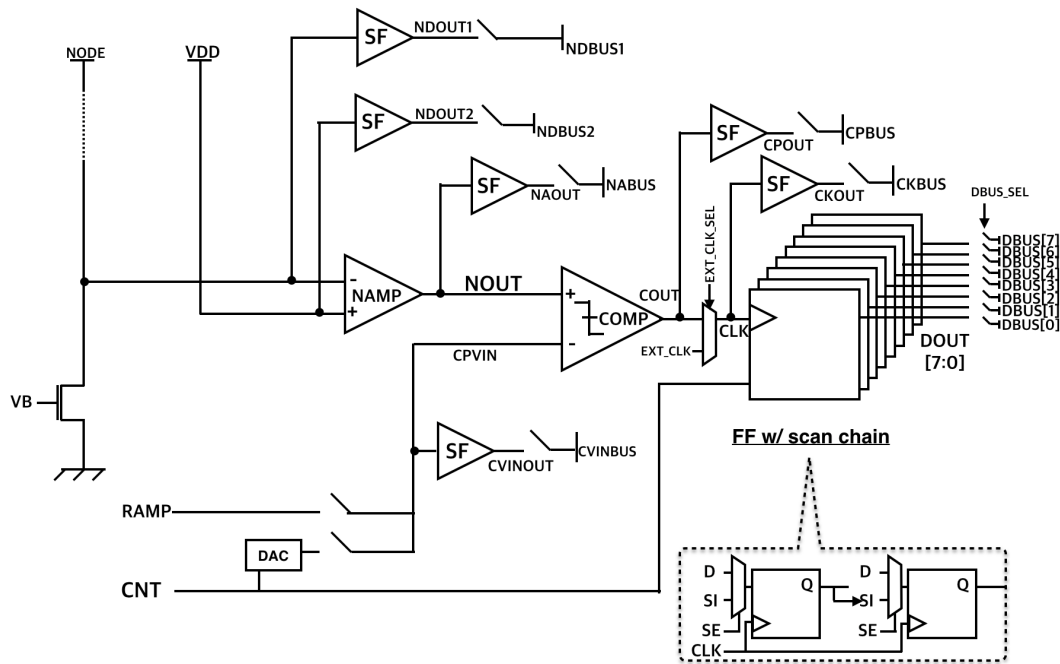 SF
NDOUT1
NDBUS1
NODE
VDD
SF
NDOUT2
NDBUS2
SF
NAOUT
NABUS
SF
CPOUT
CPBUS
SF
CKOUT
CKBUS
DBUS_SEL
EXT_CLK_SEL
DBUS[7]
DBUS[6]
DBUS[5]
DBUS[4]
DBUS[3]
DBUS[2]
DBUS[1]
DBUS[0]
-
NAMP
+
NOUT
+
COMP
-
COUT
CLK
EXT_CLK
CPVIN
DOUT
[7:0]
VB
SF
CVINOUT
CVINBUS
FF w/ scan chain
RAMP
DAC
CNT
D
SI
SE
CLK
Q
D
SI
SE
Q